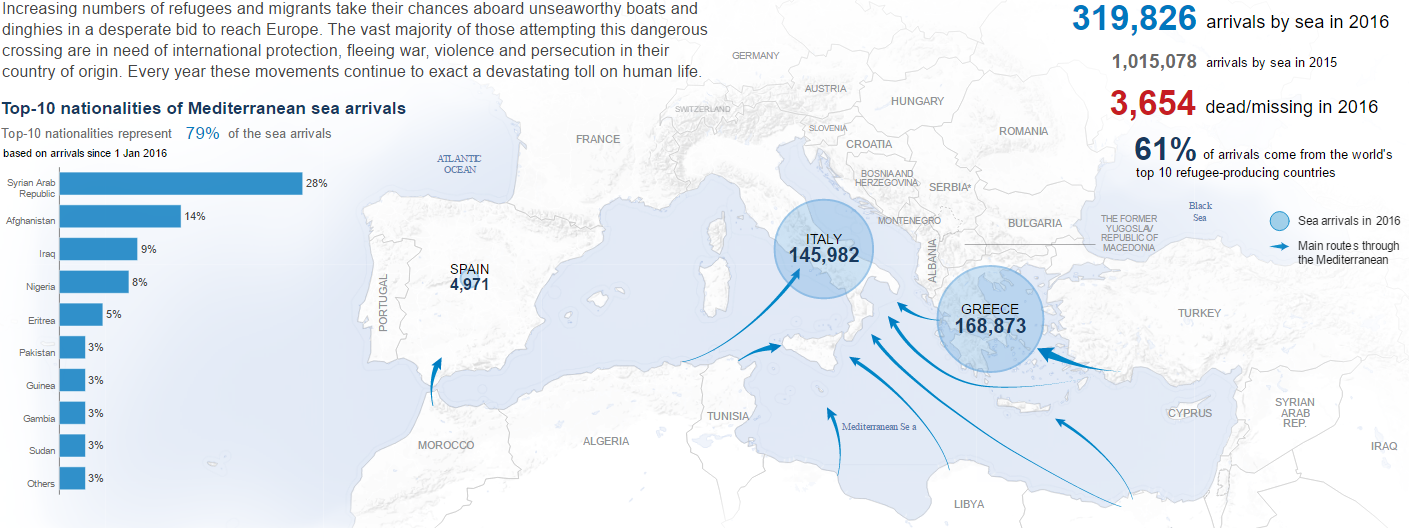 Increasing numbers of refugees and migrants take their chances aboard unseaworthy boats and
dinghies in a desperate bid to reach Europe. The vast majority of those attempting this dangerous
crossing are in need of international protection, fleeing war, violence and persecution in their
country of origin. Every year these movements continue to exact a devastating toll on human life.
319,826 arrivals by sea in 2016
1,015,078 arrivals by sea in 2015
3,654 dead/missing in 2016
61% of arrivals come from the world's
top 10 refugee-producing countries
Sea arrivals in 2016
Main routes through
the Mediterranean
Top-10 nationalities of Mediterranean sea arrivals
Top-10 nationalities represent 79% of the sea arrivals
based on arrivals since 1 Jan 2016
Syrian Arab
Republic
28%
Afghanistan 14%
Iraq 9%
Nigeria 8%
Eritrea 5%
Pakistan 3%
Guinea 3%
Gambia 3%
Sudan 3%
Others 3%
GERMANY
AUSTRIA
HUNGARY
SWITZERLAND
SLOVENIA
ROMANIA
FRANCE
CROATIA
ATLANTIC
OCEAN
BOSNIA AND
HERZEGOVINA
SERBIA
MONTENEGRO
BULGARIA
Black
Sea
THE FORMER
YUGOSLAV
REPUBLIC OF
MACEDONIA
ALBANIA
ITALY
145,982
SPAIN
4,971
PORTUGAL
GREECE
168,873
TURKEY
TUNISIA
CYPRUS
SYRIAN
ARAB
REP.
Mediterranean Sea
MOROCCO
ALGERIA
IRAQ
LIBYA